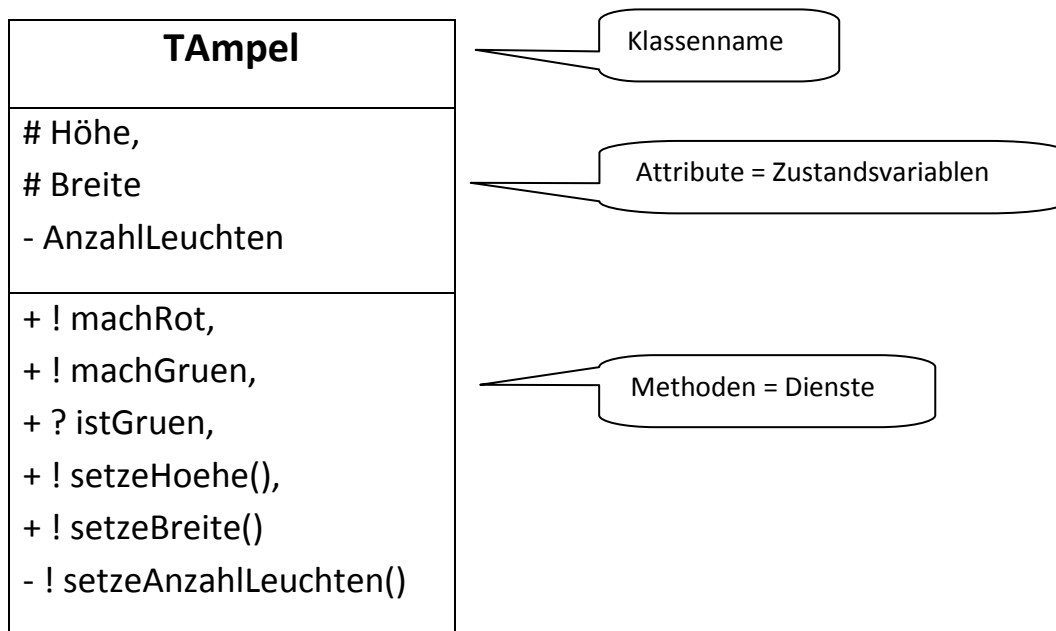 TAmpel
Klassenname
# Höhe,
# Breite
- AnzahlLeuchten
Attribute = Zustandsvariablen
+ ! machRot,
+ ! machGruen,
+ ? istGruen,
+ ! setzeHoehe(),
+ ! setzeBreite()
- ! setzeAnzahlLeuchten()
Methoden = Dienste